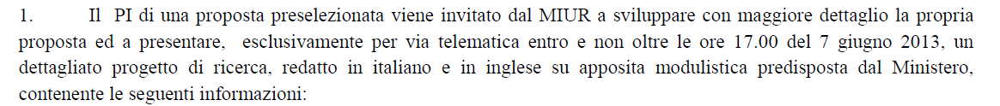 1. Il PI di una proposta preselezionata viene invitato dal MIUR a sviluppare con maggiore dettaglio la propria
proposta ed a presentare, esclusivamente per via telematica entro e non oltre le ore 17.00 del 7 giugno 2013, un
dettagliato progetto di ricerca, redatto in italiano e in inglese su apposita modulistica predisposta dal Ministero,
contenente le seguenti informazioni: